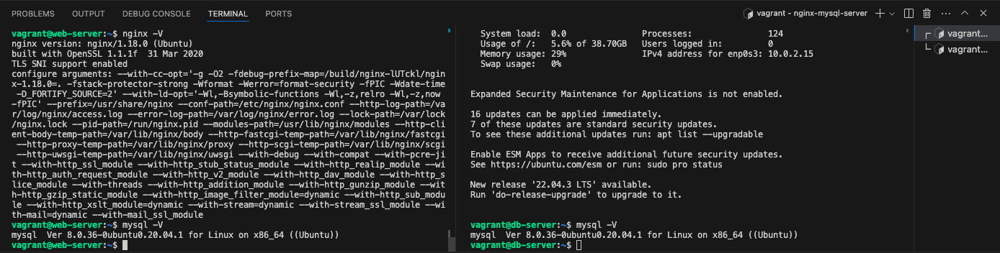 PROBLEMS OUTPUT DEBUG CONSOLE TERMINAL PORTS
vagrant - nginx-mysql-server
vagrant@web-server:~$ nginx -V
nginx version: nginx/1.18.0 (Ubuntu)
built with OpenSSL 1.1.1f  31 Mar 2020
TLS SNI support enabled
configure arguments: --with-cc-opt='-g -O2 -fdebug-prefix-map=/build/nginx-lUTckl/ngin
x-1.18.0=. -fstack-protector-strong -Wformat -Werror=format-security -fPIC -Wdate-time
 -D_FORTIFY_SOURCE=2' --with-ld-opt='-Wl,-Bsymbolic-functions -Wl,-z,relro -Wl,-z,now
-fPIC' --prefix=/usr/share/nginx --conf-path=/etc/nginx/nginx.conf --http-log-path=/va
r/log/nginx/access.log --error-log-path=/var/log/nginx/error.log --lock-path=/var/lock
/nginx.lock --pid-path=/run/nginx.pid --modules-path=/usr/lib/nginx/modules --http-cli
ent-body-temp-path=/var/lib/nginx/body --http-fastcgi-temp-path=/var/lib/nginx/fastcgi
 --http-proxy-temp-path=/var/lib/nginx/proxy --http-scgi-temp-path=/var/lib/nginx/scgi
 --http-uwsgi-temp-path=/var/lib/nginx/uwsgi --with-debug --with-compat --with-pcre-ji
t --with-http_ssl_module --with-http_stub_status_module --with-http_realip_module --wi
th-http_auth_request_module --with-http_v2_module --with-http_dav_module --with-http_s
lice_module --with-threads --with-http_addition_module --with-http_gunzip_module --wit
h-http_gzip_static_module --with-http_image_filter_module=dynamic --with-http_sub_modu
le --with-http_xslt_module=dynamic --with-stream=dynamic --with-stream_ssl_module --wi
th-mail=dynamic --with-mail_ssl_module
vagrant@web-server:~$ mysql -V
mysql  Ver 8.0.36-0ubuntu0.20.04.1 for Linux on x86_64 ((Ubuntu))
vagrant@web-server:~$
System load:  0.0    Processes:    124
Usage of /:   5.6% of 38.70GB   Users logged in:    0
Memory usage: 29%    IPv4 address for enp0s3: 10.0.2.15
Swap usage:   0%
Expanded Security Maintenance for Applications is not enabled.
16 updates can be applied immediately.
7 of these updates are standard security updates.
To see these additional updates run: apt list --upgradable
Enable ESM Apps to receive additional future security updates.
See https://ubuntu.com/esm or run: sudo pro status
New release '22.04.3 LTS' available.
Run 'do-release-upgrade' to upgrade to it.
vagrant@db-server:~$ mysql -V
mysql  Ver 8.0.36-0ubuntu0.20.04.1 for Linux on x86_64 ((Ubuntu))
vagrant@db-server:~$
vagrant...
vagrant...